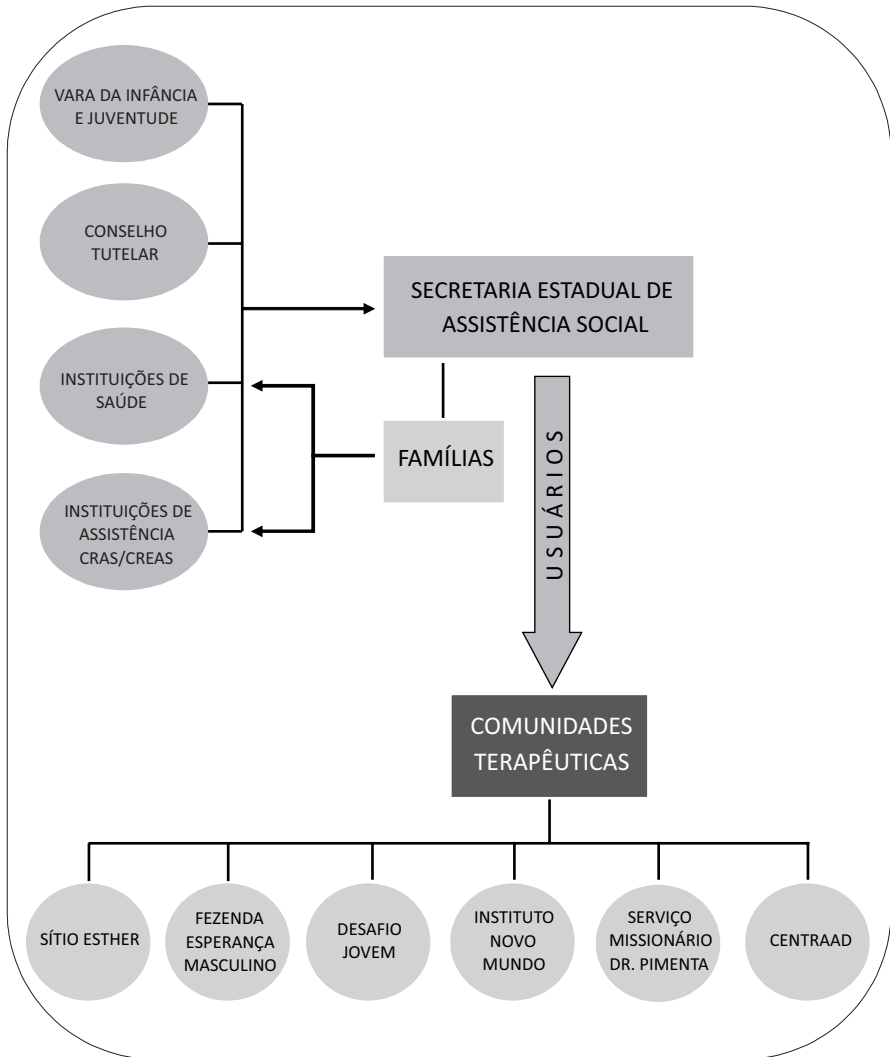 VARA DA INFÂNCIA
E JUVENTUDE
CONSELHO
TUTELAR
INSTITUIÇÕES DE
SAÚDE
INSTITUIÇÕES DE
ASSISTÊNCIA
CRAS/CREAS
SECRETARIA ESTADUAL DE
ASSISTÊNCIA SOCIAL
FAMÍLIAS
USUÁRIOS
COMUNIDADES
TERAPÊUTICAS
SÍTIO ESTHER
FEZENDA
ESPERANÇA
MASCULINO
DESAFIO
JOVEM
INSTITUTO
NOVO
MUNDO
SERVIÇO
MISSIONÁRIO
DR. PIMENTA
CENTRAAD